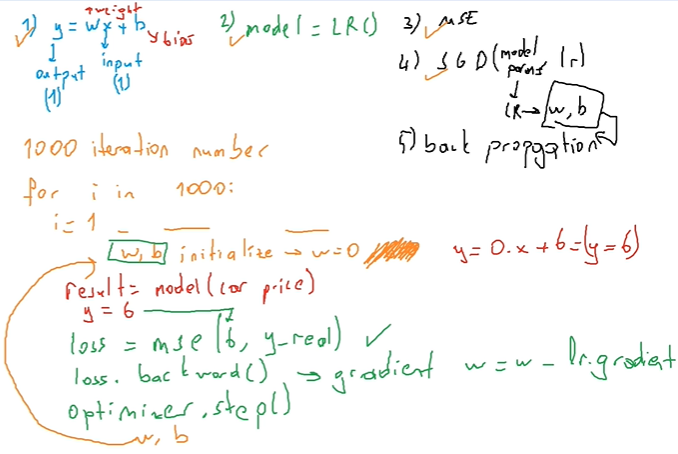 1) y = wx + b
weight
bias
output
(1)
input
(1)
2) model = LR()
3) MSE
4) SGD(model params, lr)
LR → w, b
5) back propgation
1000 iteration number
for i in 1000:
i = 1
w, b initialize → w = 0
y = 0.x + 6 = (y = 6)
result = model(car price)
y = 6
loss = mse(6, y_real) ✓
loss. backward() → gradient w = w - lr.gradient
optimizer.step()
w, b